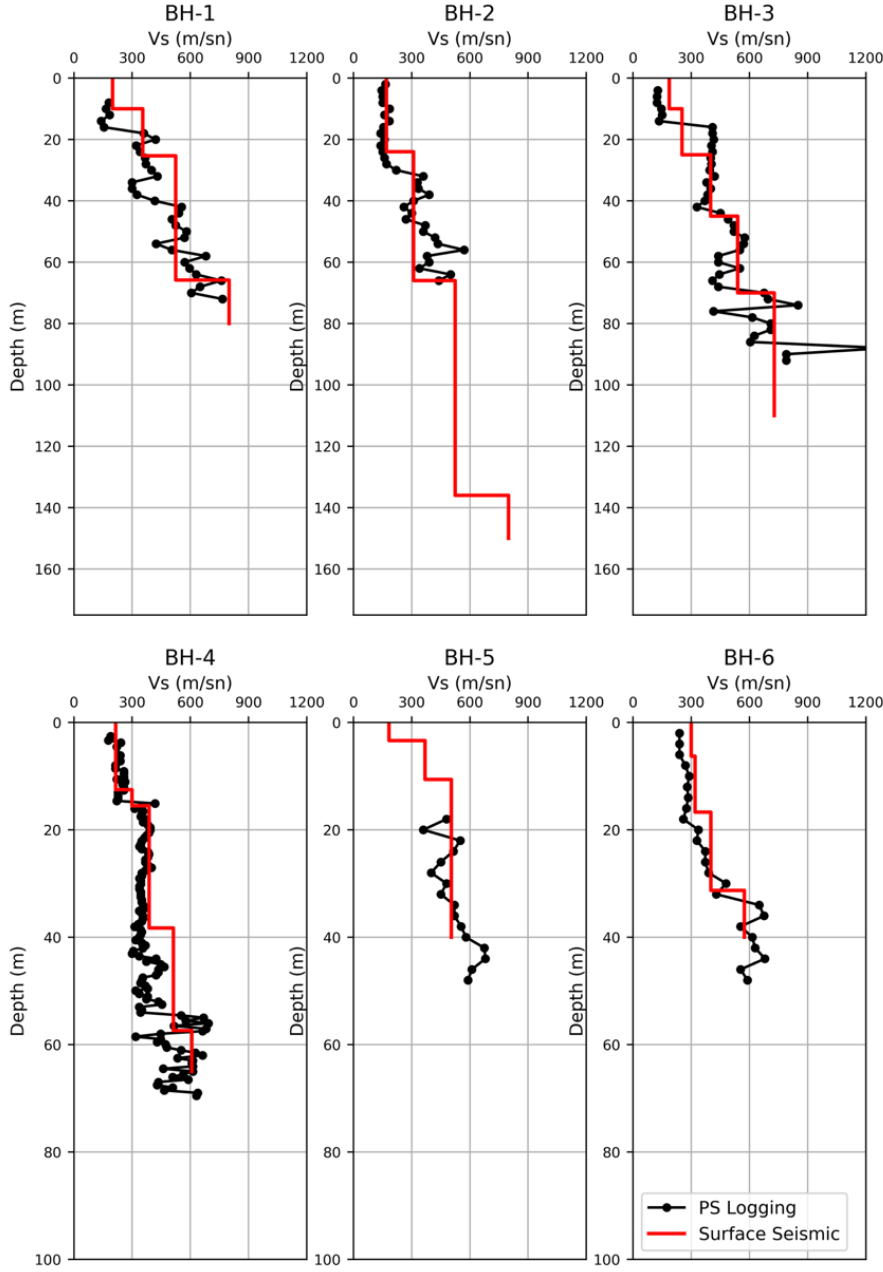 BH-1 BH-2 BH-3
Vs (m/sn) Vs (m/sn) Vs (m/sn)
0 300 600 900 1200 0 300 600 900 1200 0 300 600 900 1200
0 0 0
20 20 20
40 40 40
60 60 60
80 80 80
100 100 100
120 120 120
140 140 140
160 160 160
Depth (m) Depth (m) Depth (m)
BH-4 BH-5 BH-6
Vs (m/sn) Vs (m/sn) Vs (m/sn)
0 300 600 900 1200 0 300 600 900 1200 0 300 600 900 1200
0 0 0
20 20 20
40 40 40
60 60 60
80 80 80
100 100 100
Depth (m) Depth (m) Depth (m)
PS Logging
Surface Seismic